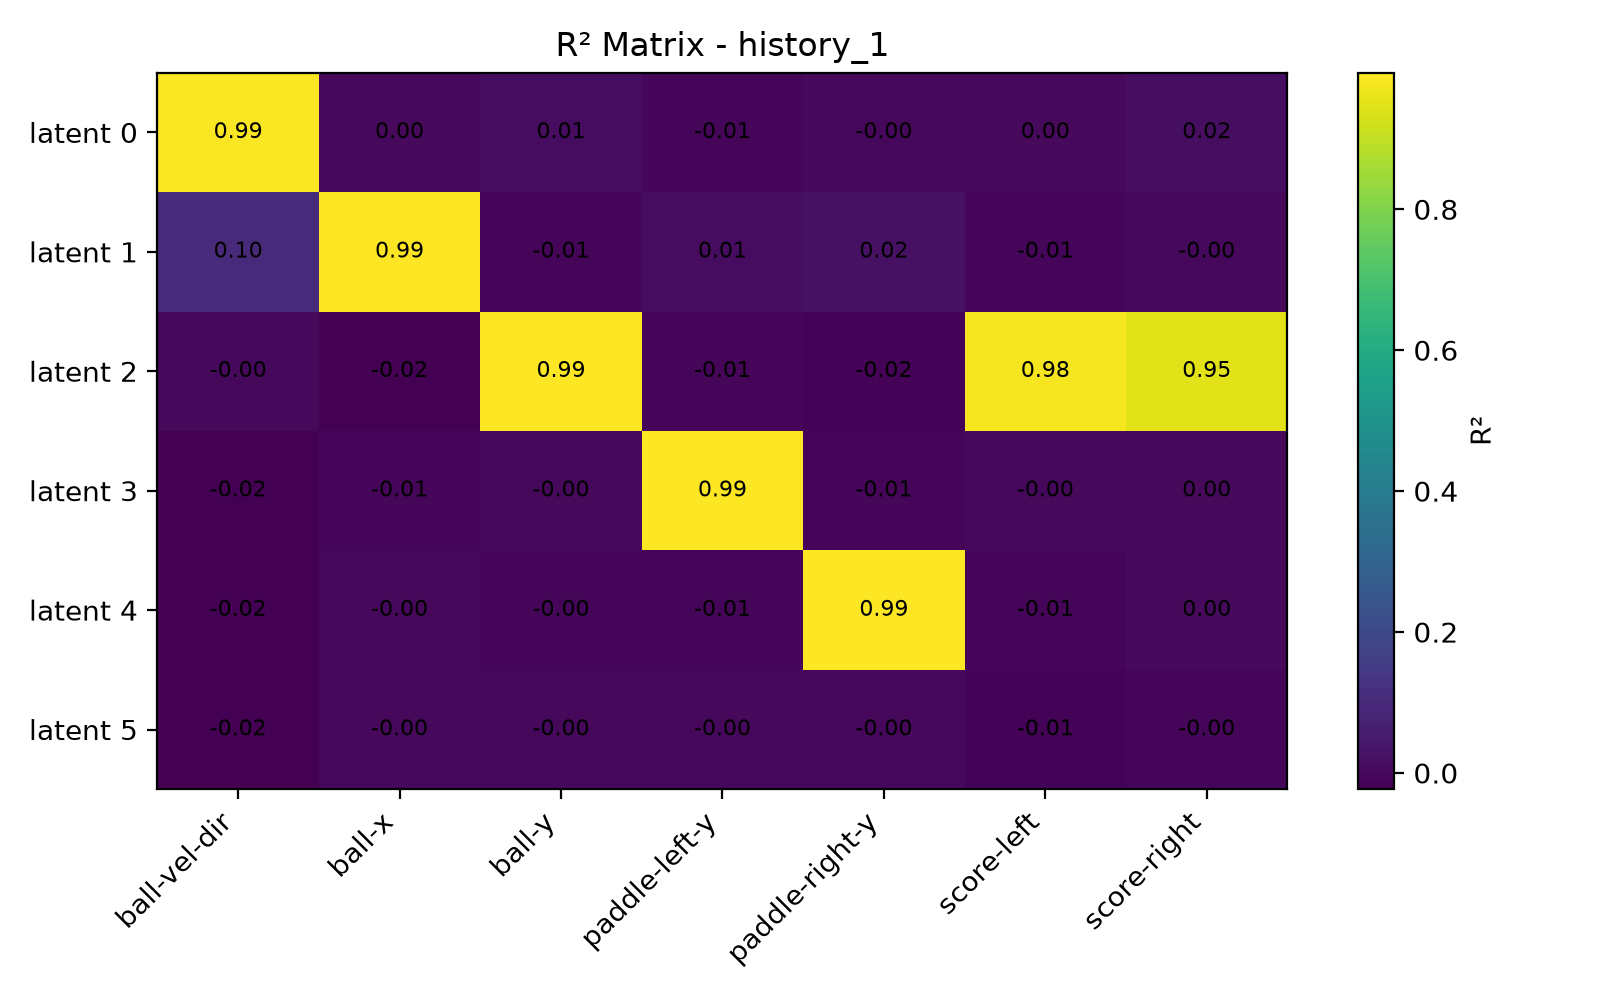 R² Matrix - history_1
latent 0 0.99 0.00 0.01 -0.01 -0.00 0.00 0.02
latent 1 0.10 0.99 -0.01 0.01 0.02 -0.01 -0.00
latent 2 -0.00 -0.02 0.99 -0.01 -0.02 0.98 0.95
latent 3 -0.02 -0.01 -0.00 0.99 -0.01 -0.00 0.00
latent 4 -0.02 -0.00 -0.00 -0.01 0.99 -0.01 0.00
latent 5 -0.02 -0.00 -0.00 -0.00 -0.00 -0.01 -0.00
ball-vel-dir
ball-x
ball-y
paddle-left-y
paddle-right-y
score-left
score-right
0.8
0.6
0.4
0.2
0.0
R²